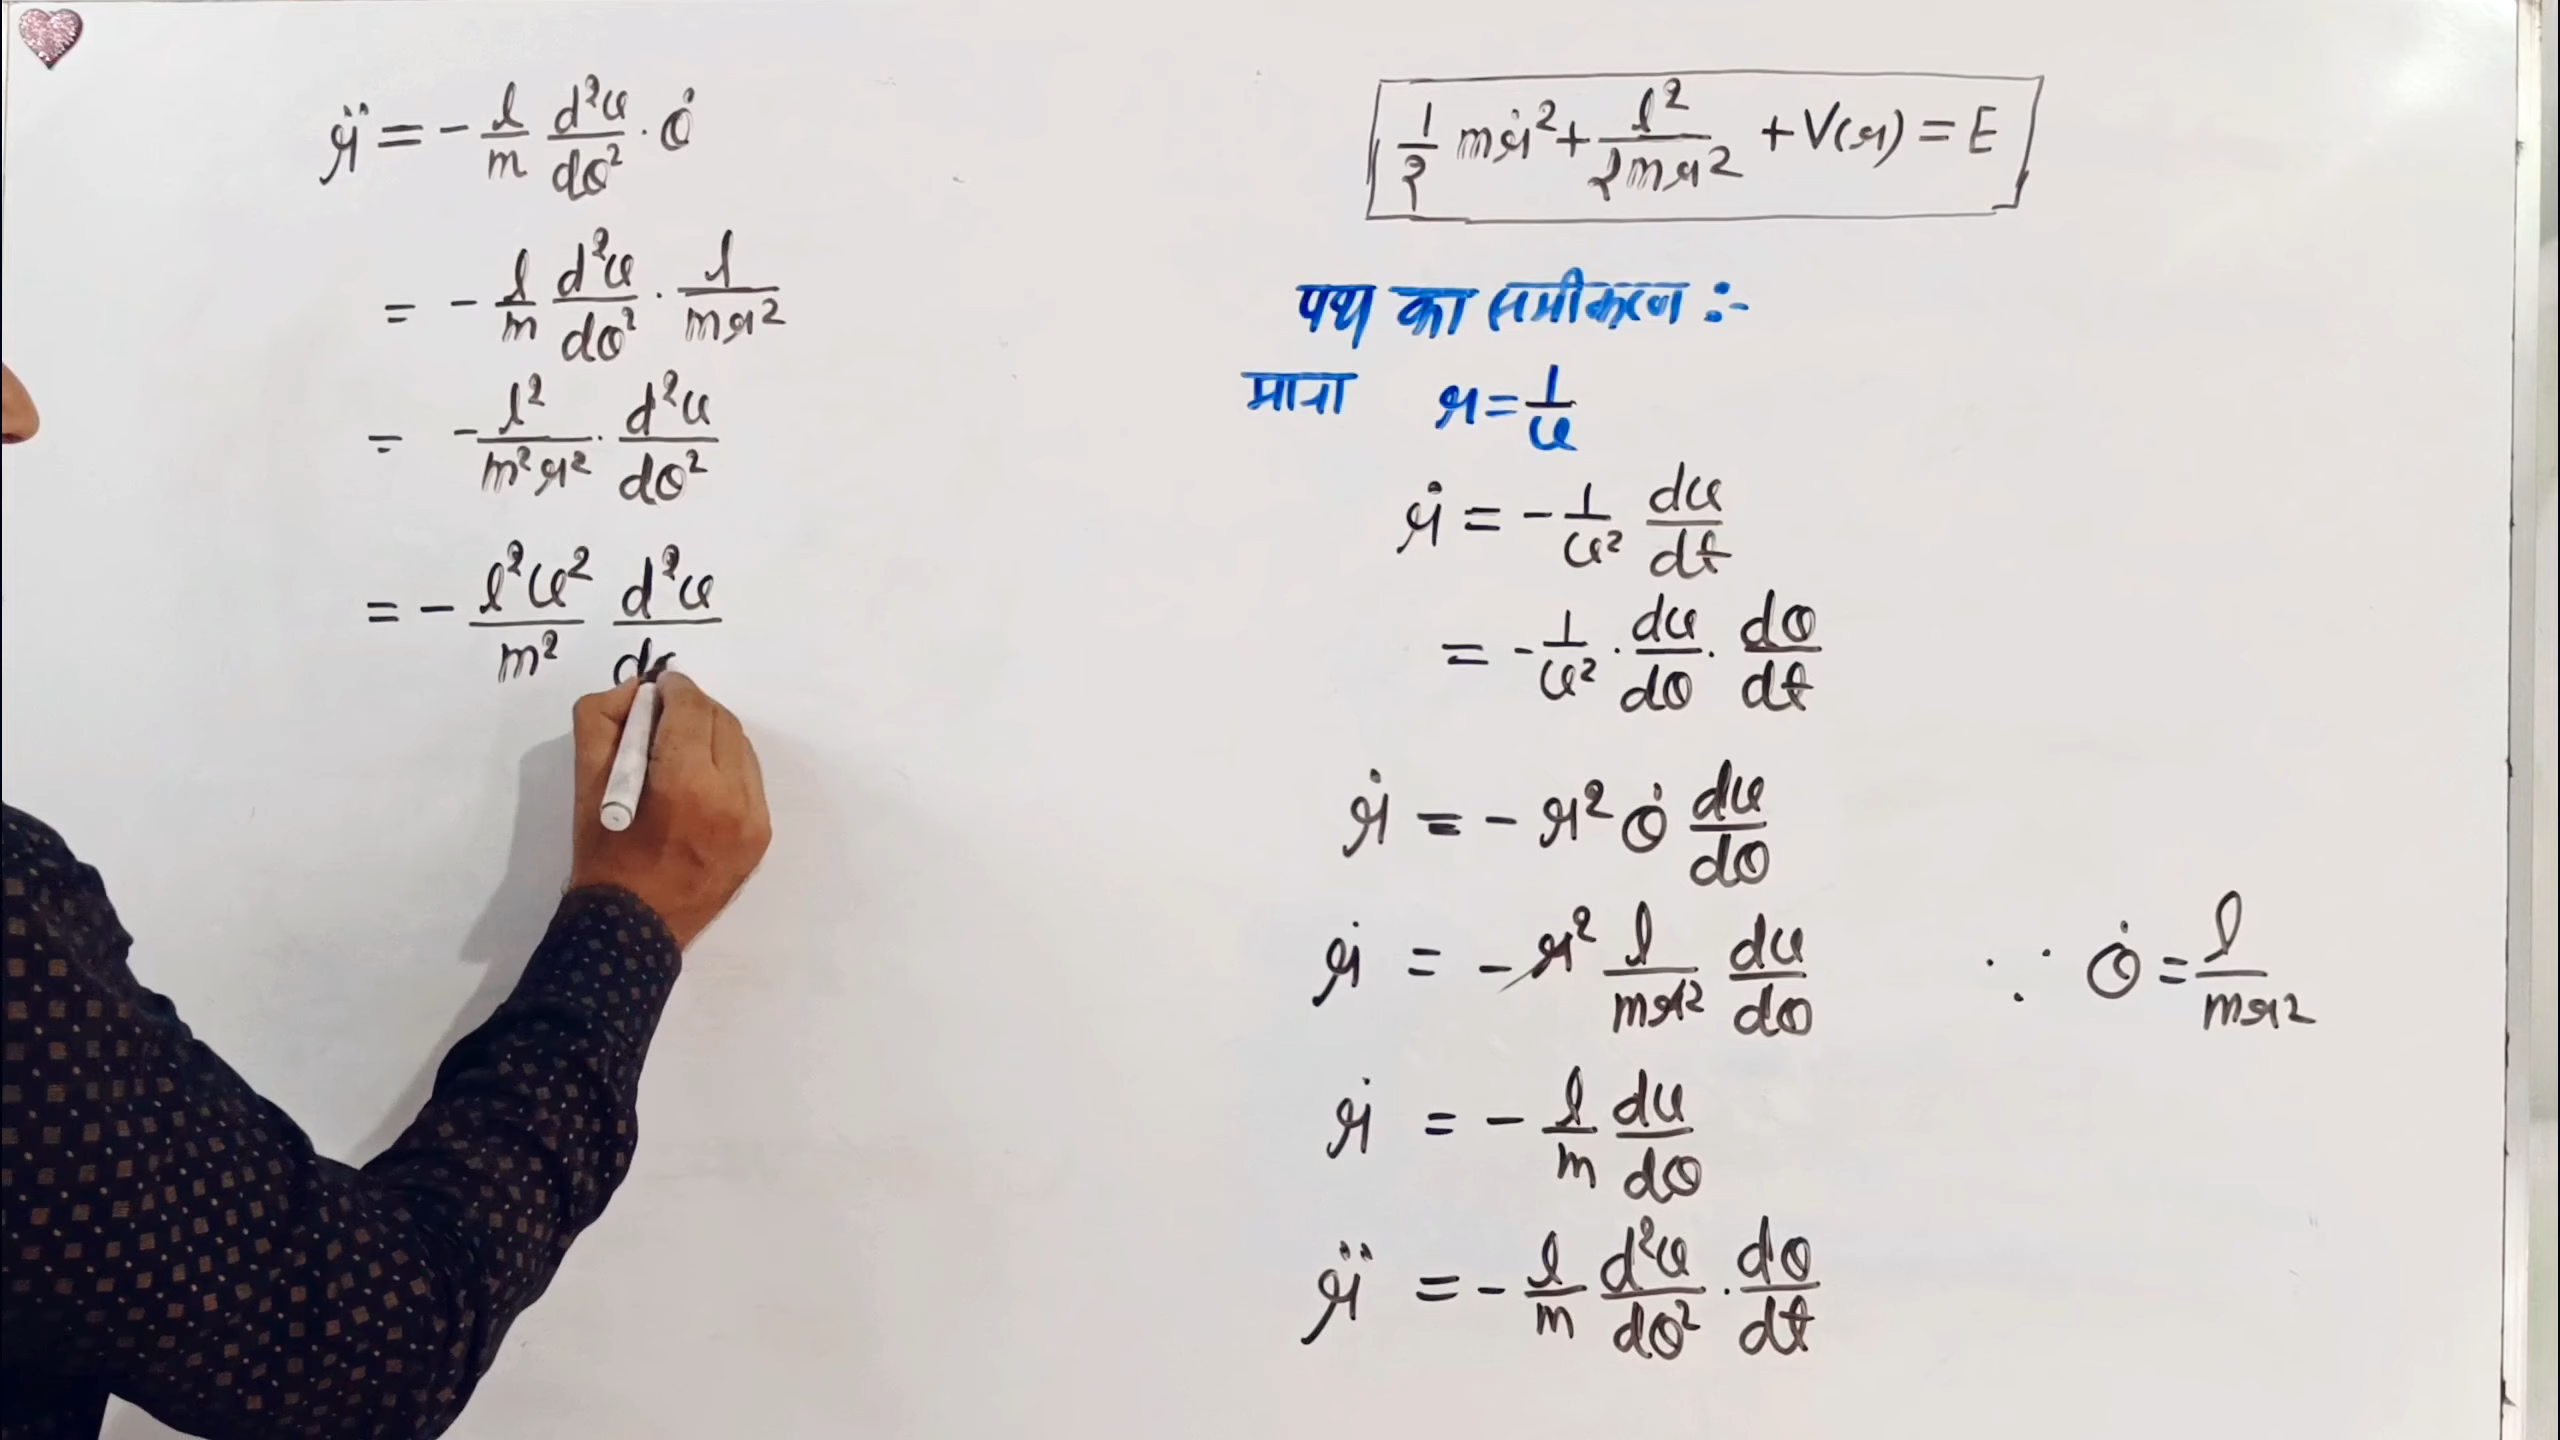 r̈ = - l/m d²u/dθ² · θ̇
= - l/m d²u/dθ² · l/mr²
= - l²/m²r² · d²u/dθ²
= - l²u²/m² d²u/d
[1/2 mṙ² + l²/2mr² + V(r) = E]
पथ का समीकरण :-
माना r = 1/u
ṙ = - 1/u² du/dt
= - 1/u² · du/dθ · dθ/dt
ṙ = - r² θ̇ du/dθ
ṙ = - r² l/mr² du/dθ ∵ θ̇ = l/mr²
ṙ = - l/m du/dθ
r̈ = - l/m d²u/dθ² · dθ/dt